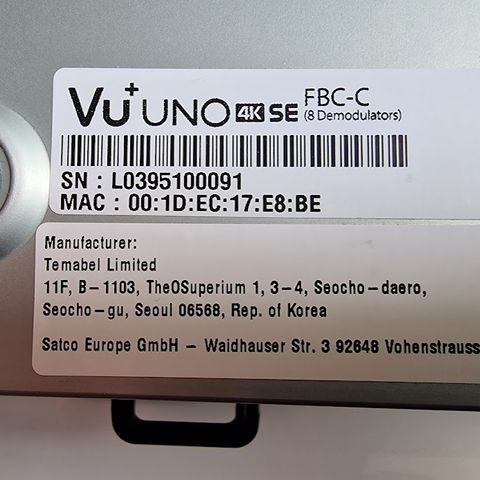 Vu+ UNO 4K SE FBC-C
(8 Demodulators)
SN : L0395100091
MAC : 00:1D:EC:17:E8:BE
Manufacturer:
Temabel Limited
11F, B-1103, TheOSuperium 1, 3-4, Seocho-daero,
Seocho-gu, Seoul 06568, Rep. of Korea
Satco Europe GmbH - Waidhauser Str. 3 92648 Vohenstrauss